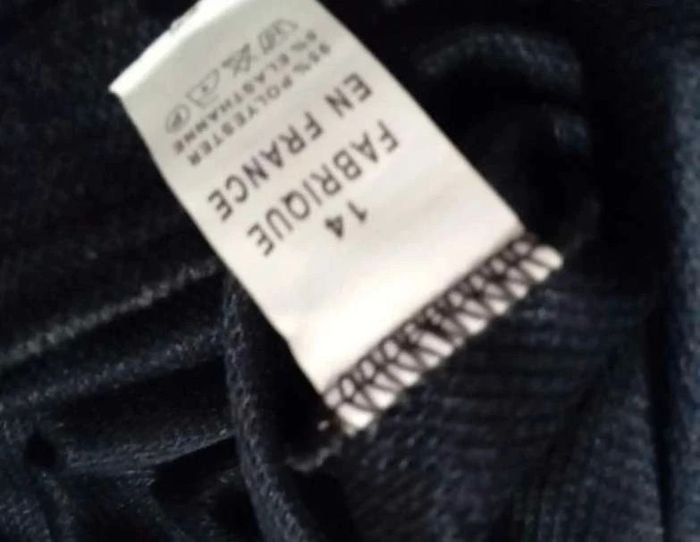 14
FABRIQUE
EN FRANCE
95% POLYESTER
5% ELASTHANNE